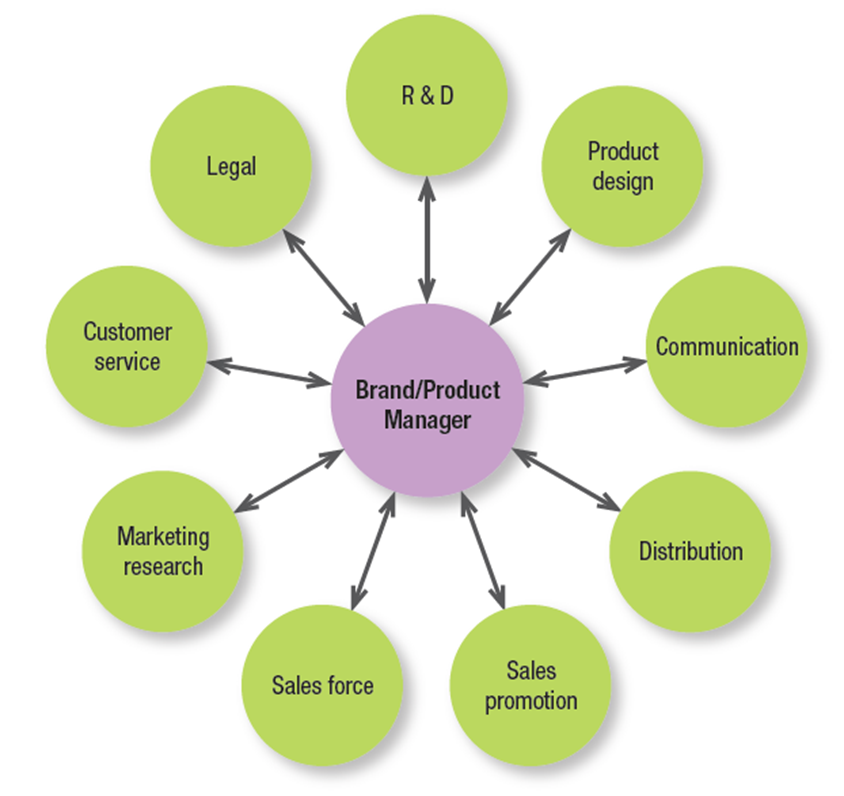 R & D
Product
design
Legal
Communication
Customer
service
Brand/Product
Manager
Distribution
Marketing
research
Sales force
Sales
promotion